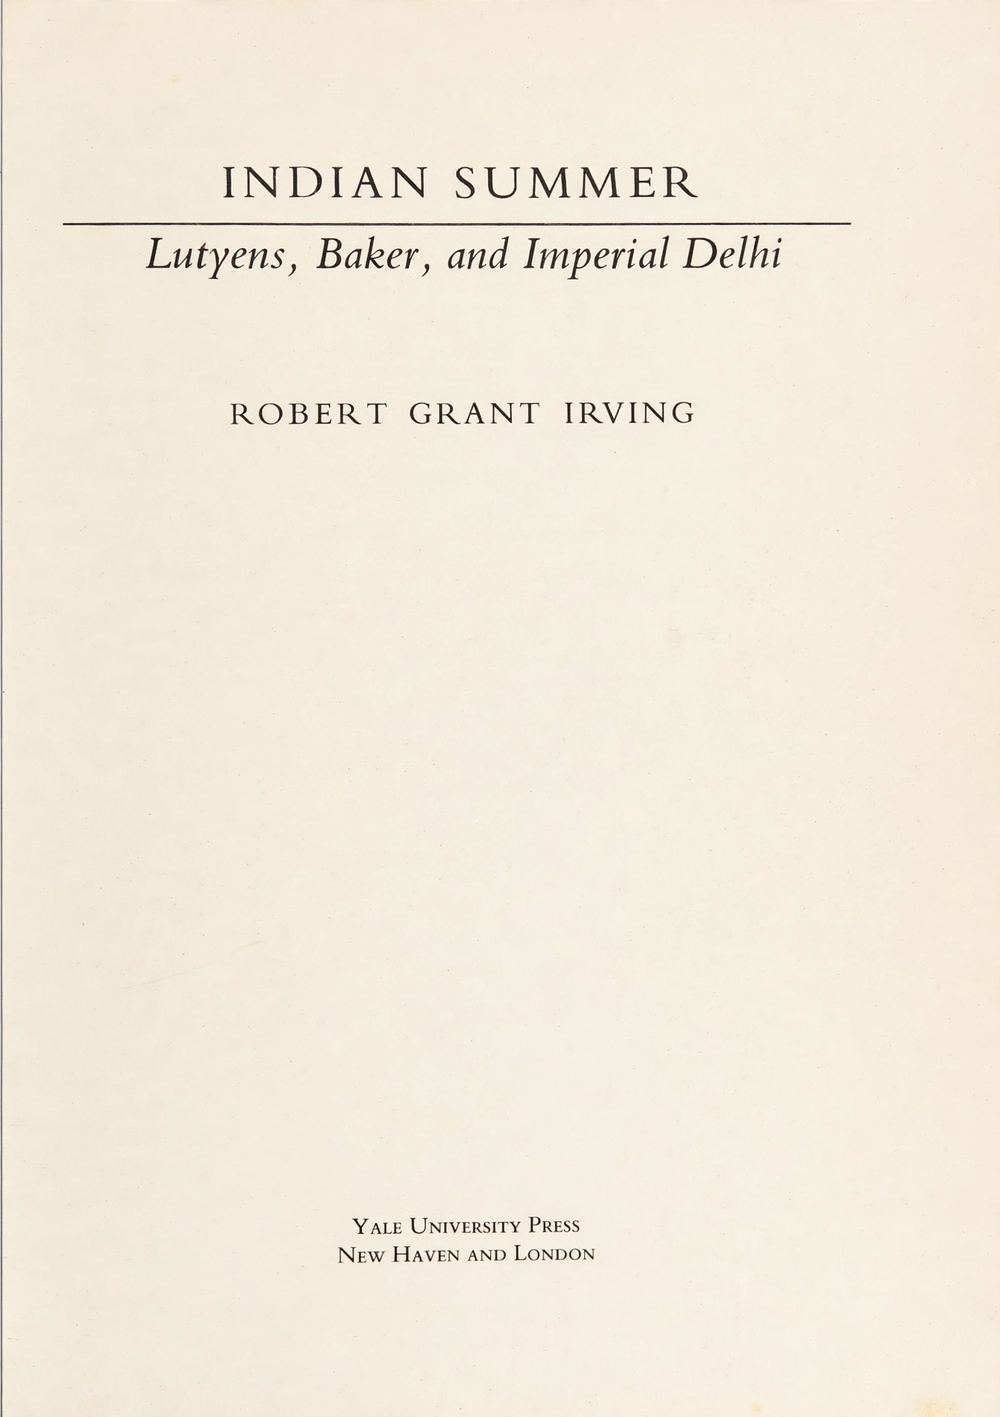 INDIAN SUMMER
Lutyens, Baker, and Imperial Delhi
ROBERT GRANT IRVING
YALE UNIVERSITY PRESS
NEW HAVEN AND LONDON